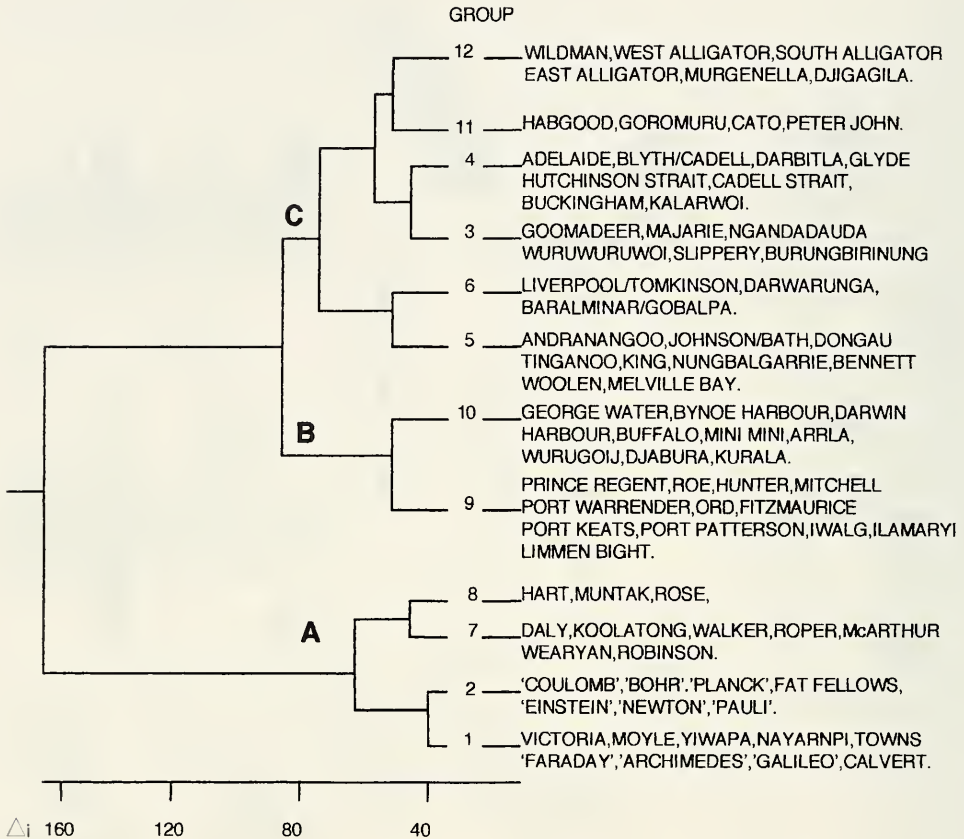 GROUP
12 WILDMAN,WEST ALLIGATOR,SOUTH ALLIGATOR
EAST ALLIGATOR,MURGENELLA,DJIGAGILA.
11 HABGOOD,GOROMURU,CATO,PETER JOHN.
4 ADELAIDE,BLYTH/CADELL,DARBITLA,GLYDE
HUTCHINSON STRAIT,CADELL STRAIT,
BUCKINGHAM,KALARWOI.
C
3 GOOMADEER,MAJARIE,NGANDADAUDA
WURUWURUWOI,SLIPPERY,BURUNGBIRINUNG
6 LIVERPOOL/TOMKINSON,DARWARUNGA,
BARALMINAR/GOBALPA.
5 ANDRANANGOO,JOHNSON/BATH,DONGAU
TINGANOO,KING,NUNGBALGARRIE,BENNETT
WOOLEN,MELVILLE BAY.
10 GEORGE WATER,BYNOE HARBOUR,DARWIN
B HARBOUR,BUFFALO,MINI MINI,ARRLA,
WURUGOIJ,DJABURA,KURALA.
PRINCE REGENT,ROE,HUNTER,MITCHELL
9 PORT WARRENDER,ORD,FITZMAURICE
PORT KEATS,PORT PATTERSON,IWALG,ILAMARYI
LIMMEN BIGHT.
8 HART,MUNTAK,ROSE,
A 7 DALY,KOOLATONG,WALKER,ROPER,McARTHUR
WEARYAN,ROBINSON.
2 'COULOMB','BOHR'.'PLANCK',FAT FELLOWS,
'EINSTEIN','NEWTON','PAULI'.
1 VICTORIA,MOYLE,YIWAPA,NAYARNPI,TOWNS
'FARADAY','ARCHIMEDES','GALILEO',CALVERT.
△i 160 120 80 40